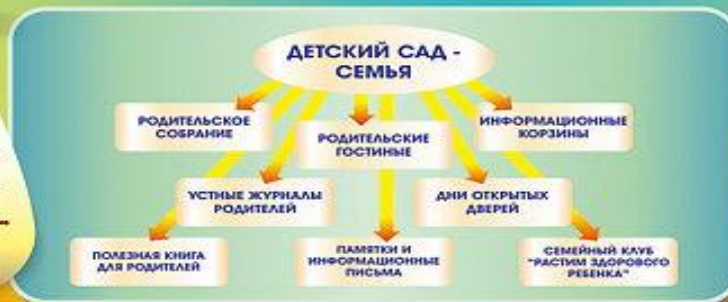 ДЕТСКИЙ САД -
СЕМЬЯ
РОДИТЕЛЬСКОЕ
СОБРАНИЕ
РОДИТЕЛЬСКИЕ
ГОСТИНЫЕ
ИНФОРМАЦИОННЫЕ
КОРЗИНЫ
УСТНЫЕ ЖУРНАЛЫ
РОДИТЕЛЕЙ
ДНИ ОТКРЫТЫХ
ДВЕРЕЙ
ПОЛЕЗНАЯ КНИГА
ДЛЯ РОДИТЕЛЕЙ
ПАМЯТКИ И
ИНФОРМАЦИОННЫЕ
ПИСЬМА
СЕМЕЙНЫЙ КЛУБ
"РАСТИМ ЗДОРОВОГО
РЕБЕНКА"